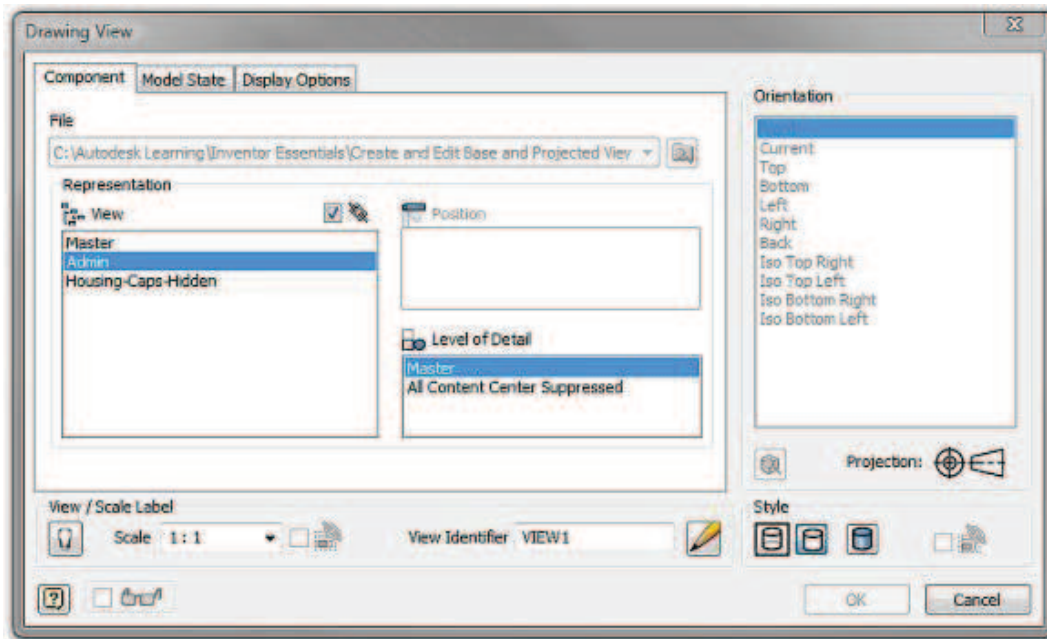 Drawing View
Component
Model State
Display Options
File
C:\Autodesk Learning\Inventor Essentials\Create and Edit Base and Projected View
Representation
View
Master
Admin
Housing-Caps-Hidden
Position
Level of Detail
Master
All Content Center Suppressed
Orientation
Current
Top
Bottom
Left
Right
Back
Iso Top Right
Iso Top Left
Iso Bottom Right
Iso Bottom Left
Projection:
View / Scale Label
Scale 1 : 1
View Identifier VIEW1
Style
OK
Cancel